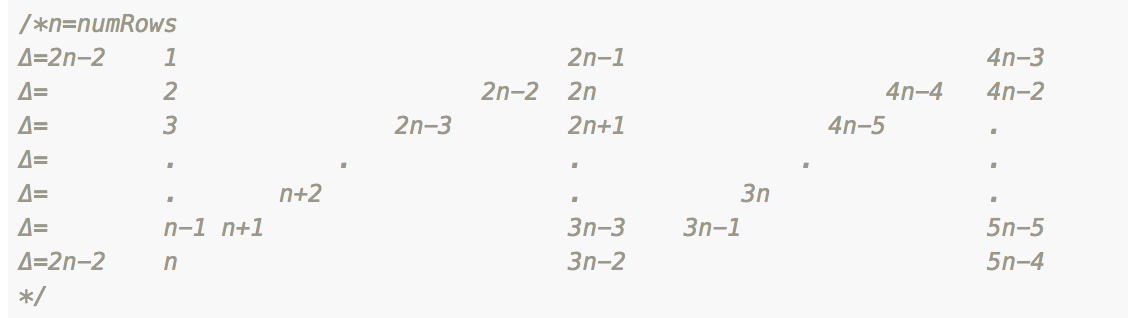 /*n=numRows
Δ=2n-2 1 2n-1 4n-3
Δ= 2 2n-2 2n 4n-4 4n-2
Δ= 3 2n-3 2n+1 4n-5 .
Δ= . . . . .
Δ= . n+2 . 3n .
Δ= n-1 n+1 3n-3 3n-1 5n-5
Δ=2n-2 n 3n-2 5n-4
*/